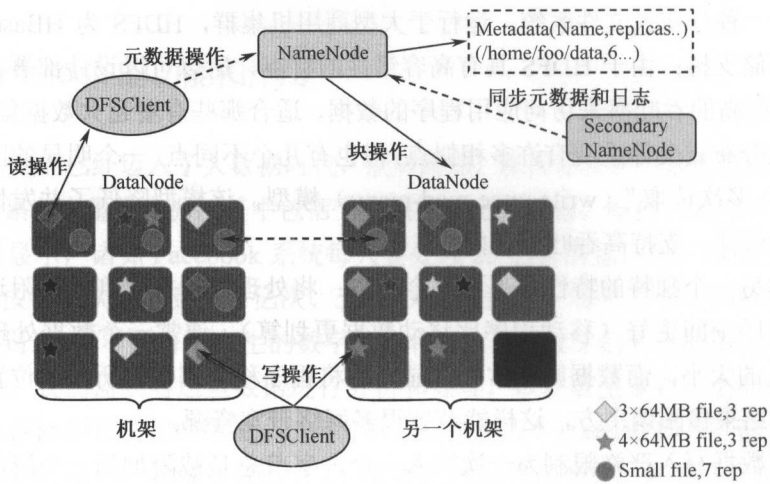 Metadata(Name,replicas..)
(/home/foo/data,6...)
元数据操作
NameNode
DFSClient
同步元数据和日志
Secondary
NameNode
读操作
块操作
DataNode
DataNode
写操作
机架
DFSClient
另一个机架
3×64MB file,3 rep
4×64MB file,3 rep
Small file,7 rep